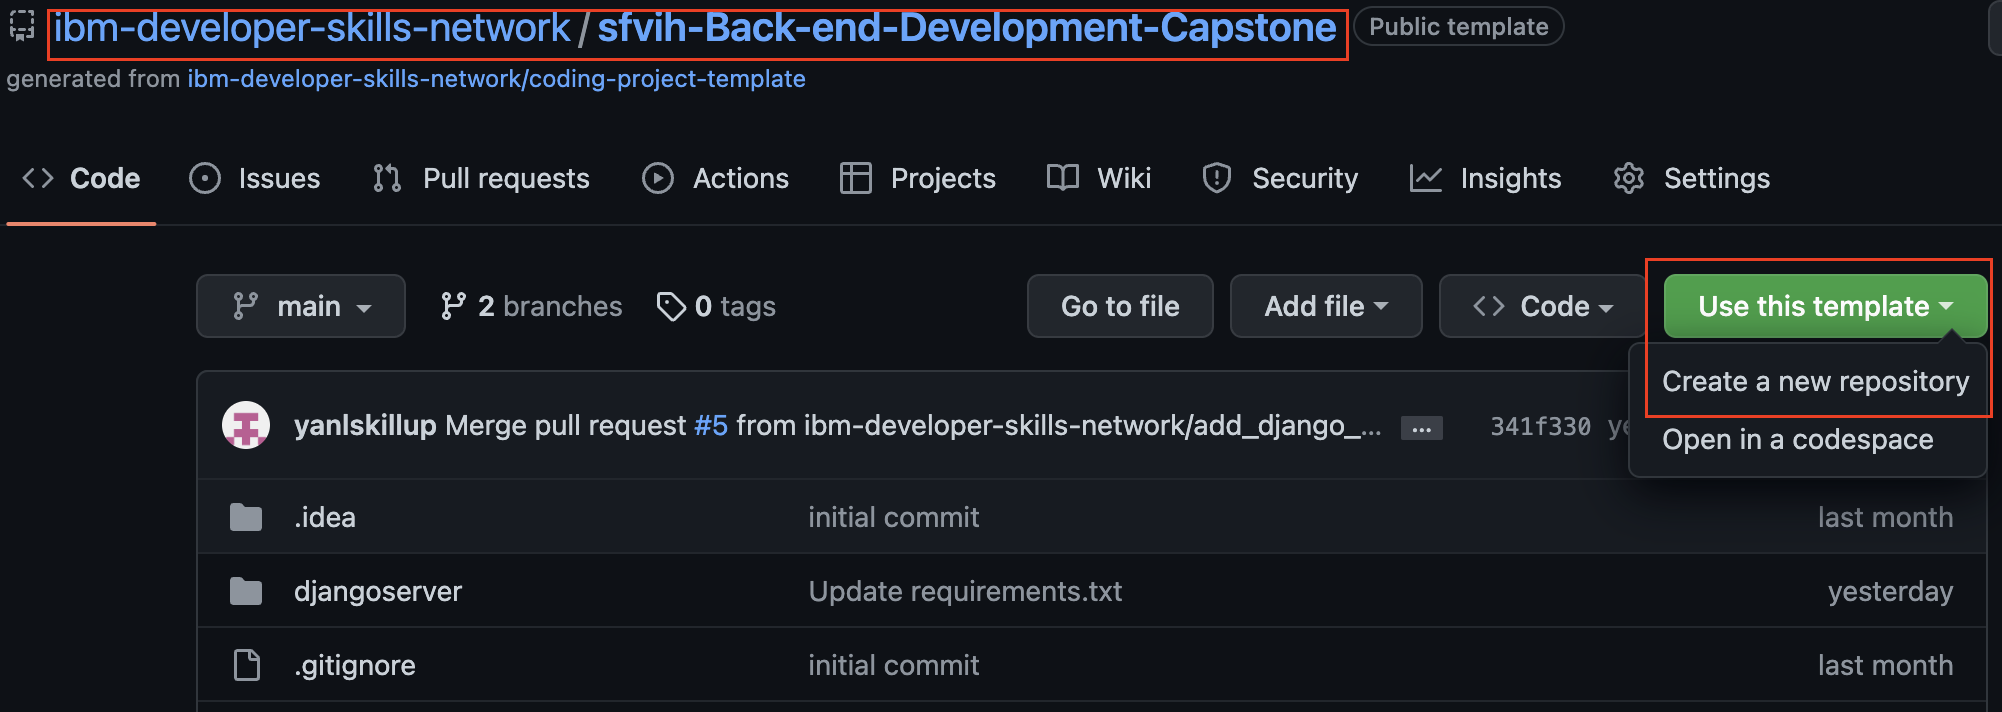 ibm-developer-skills-network / sfvih-Back-end-Development-Capstone Public template
generated from ibm-developer-skills-network/coding-project-template
Code Issues Pull requests Actions Projects Wiki Security Insights Settings
main 2 branches 0 tags Go to file Add file Code Use this template
Create a new repository
yanlskillup Merge pull request #5 from ibm-developer-skills-network/add_django_... ... 341f330
Open in a codespace
.idea initial commit last month
djangoserver Update requirements.txt yesterday
.gitignore initial commit last month